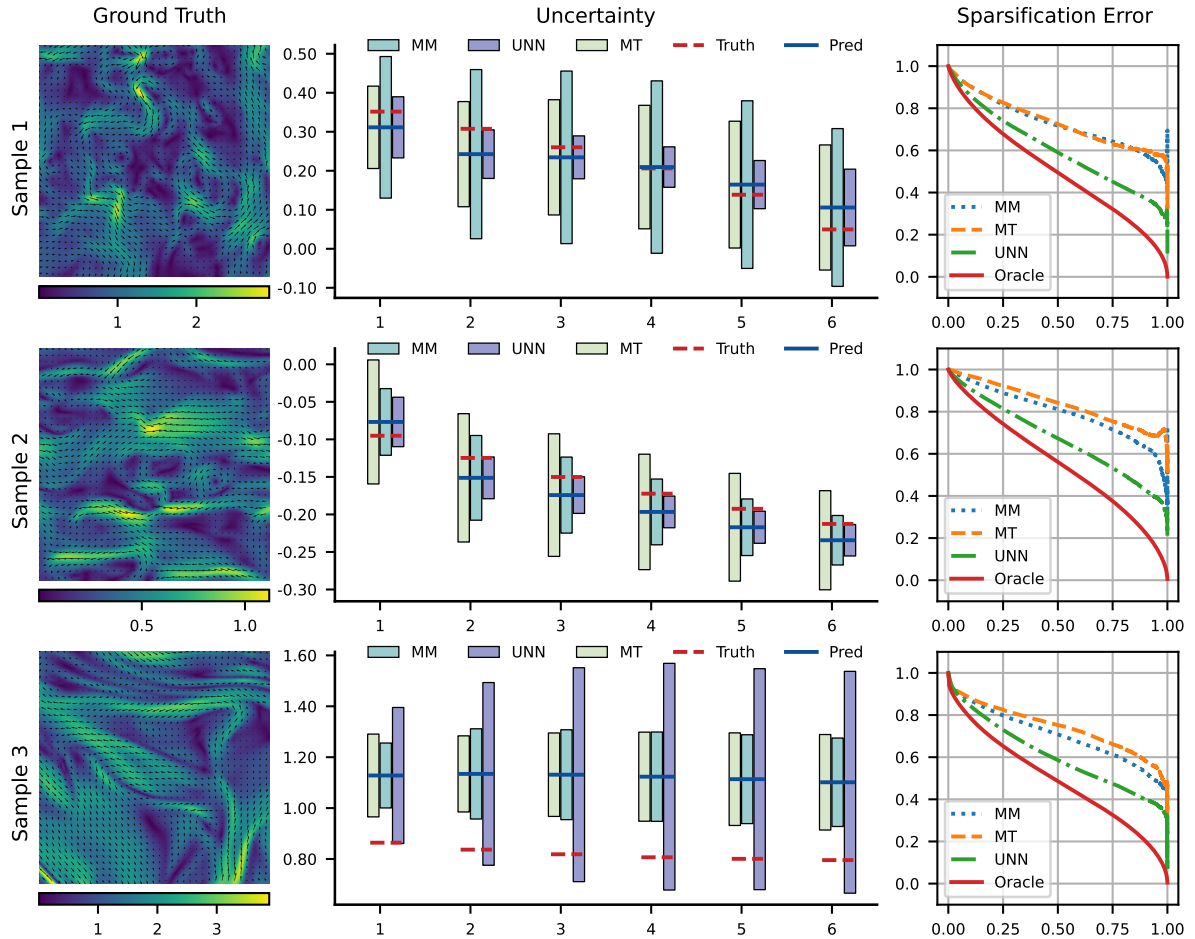 Ground Truth
Uncertainty
Sparsification Error
Sample 1
1 2
0.50
0.40
0.30
0.20
0.10
0.00
-0.10
MM UNN MT Truth Pred
1 2 3 4 5 6
1.0
0.8
0.6
0.4
0.2
0.0
MM
MT
UNN
Oracle
0.00 0.25 0.50 0.75 1.00
Sample 2
0.5 1.0
0.00
-0.05
-0.10
-0.15
-0.20
-0.25
-0.30
MM UNN MT Truth Pred
1 2 3 4 5 6
1.0
0.8
0.6
0.4
0.2
0.0
MM
MT
UNN
Oracle
0.00 0.25 0.50 0.75 1.00
Sample 3
1 2 3
1.60
1.40
1.20
1.00
0.80
MM UNN MT Truth Pred
1 2 3 4 5 6
1.0
0.8
0.6
0.4
0.2
0.0
MM
MT
UNN
Oracle
0.00 0.25 0.50 0.75 1.00